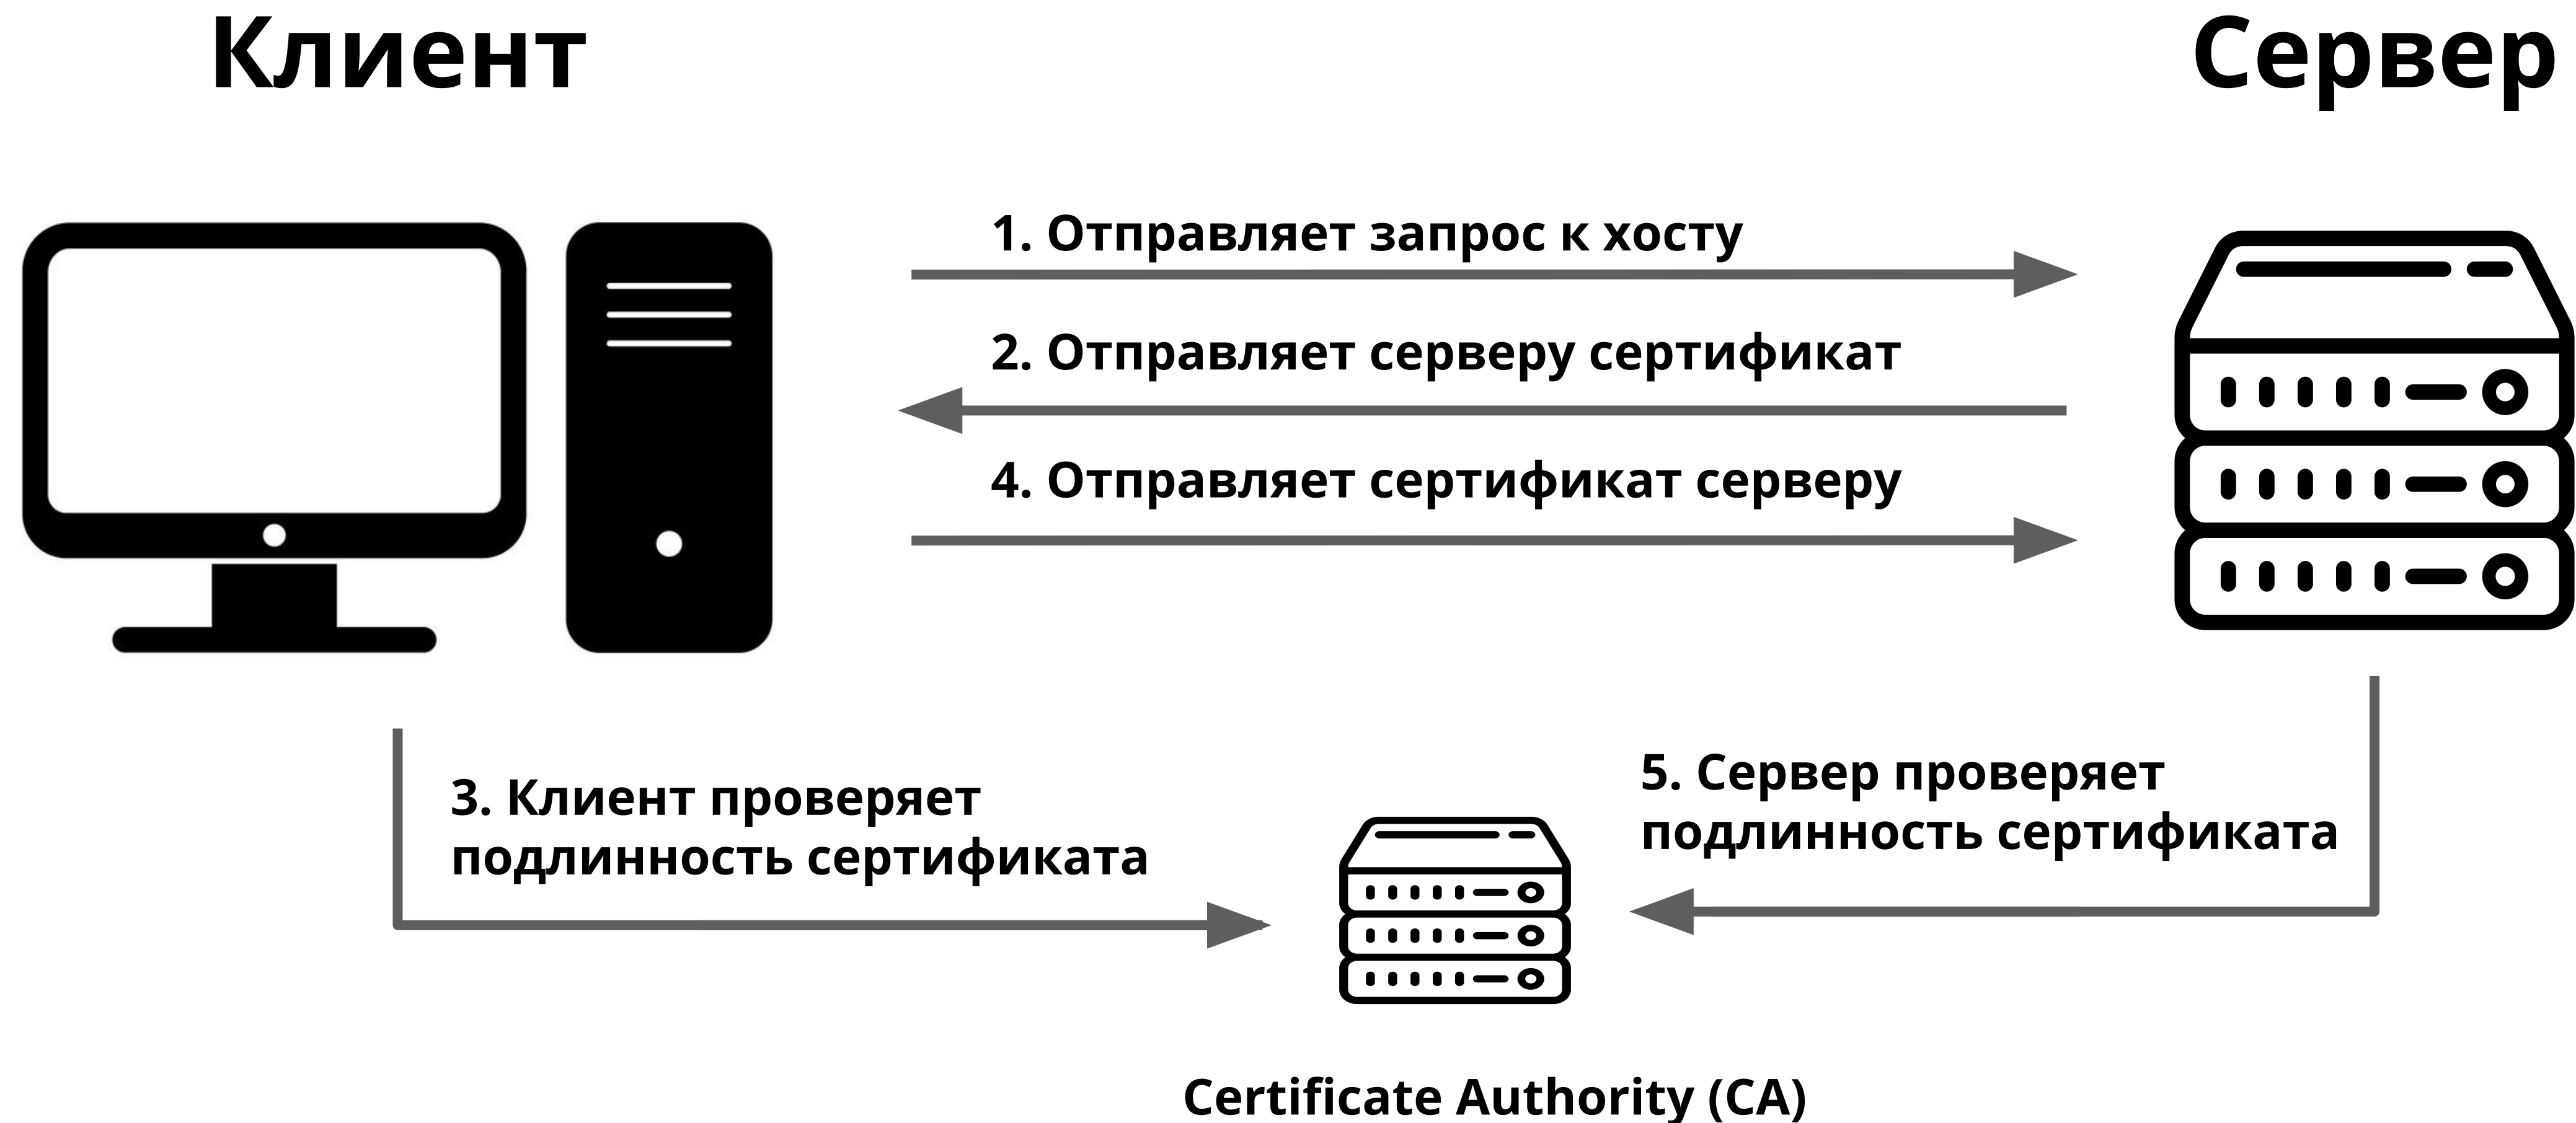 Клиент
Сервер
1. Отправляет запрос к хосту
2. Отправляет серверу сертификат
4. Отправляет сертификат серверу
3. Клиент проверяет
подлинность сертификата
5. Сервер проверяет
подлинность сертификата
Certificate Authority (CA)